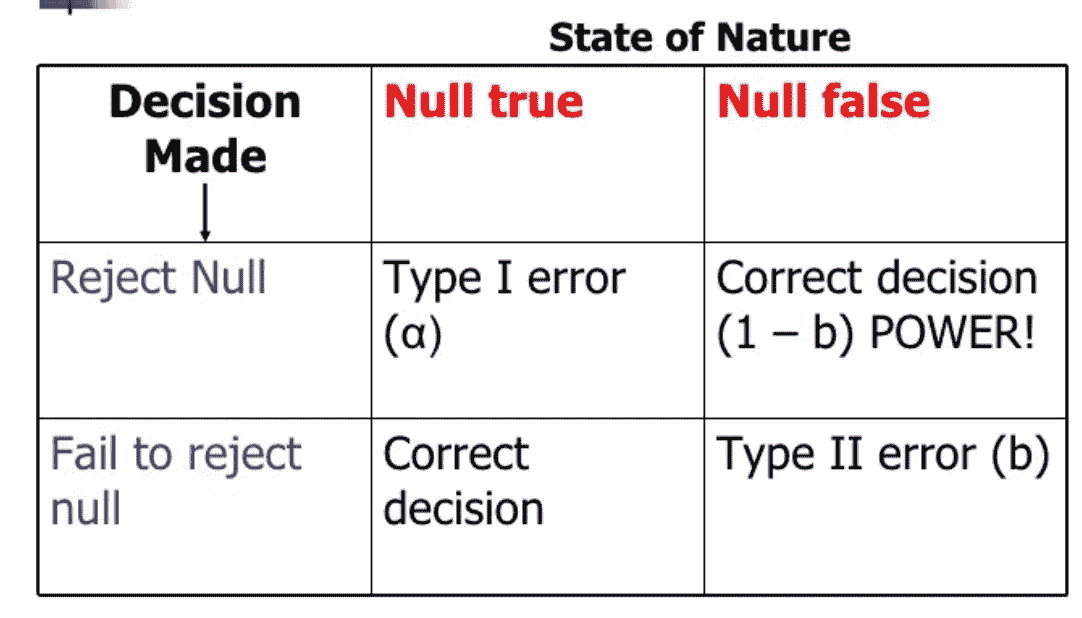 State of Nature
Decision Made
Null true
Null false
Reject Null
Type I error
(α)
Correct decision
(1 – b) POWER!
Fail to reject
null
Correct
decision
Type II error (b)